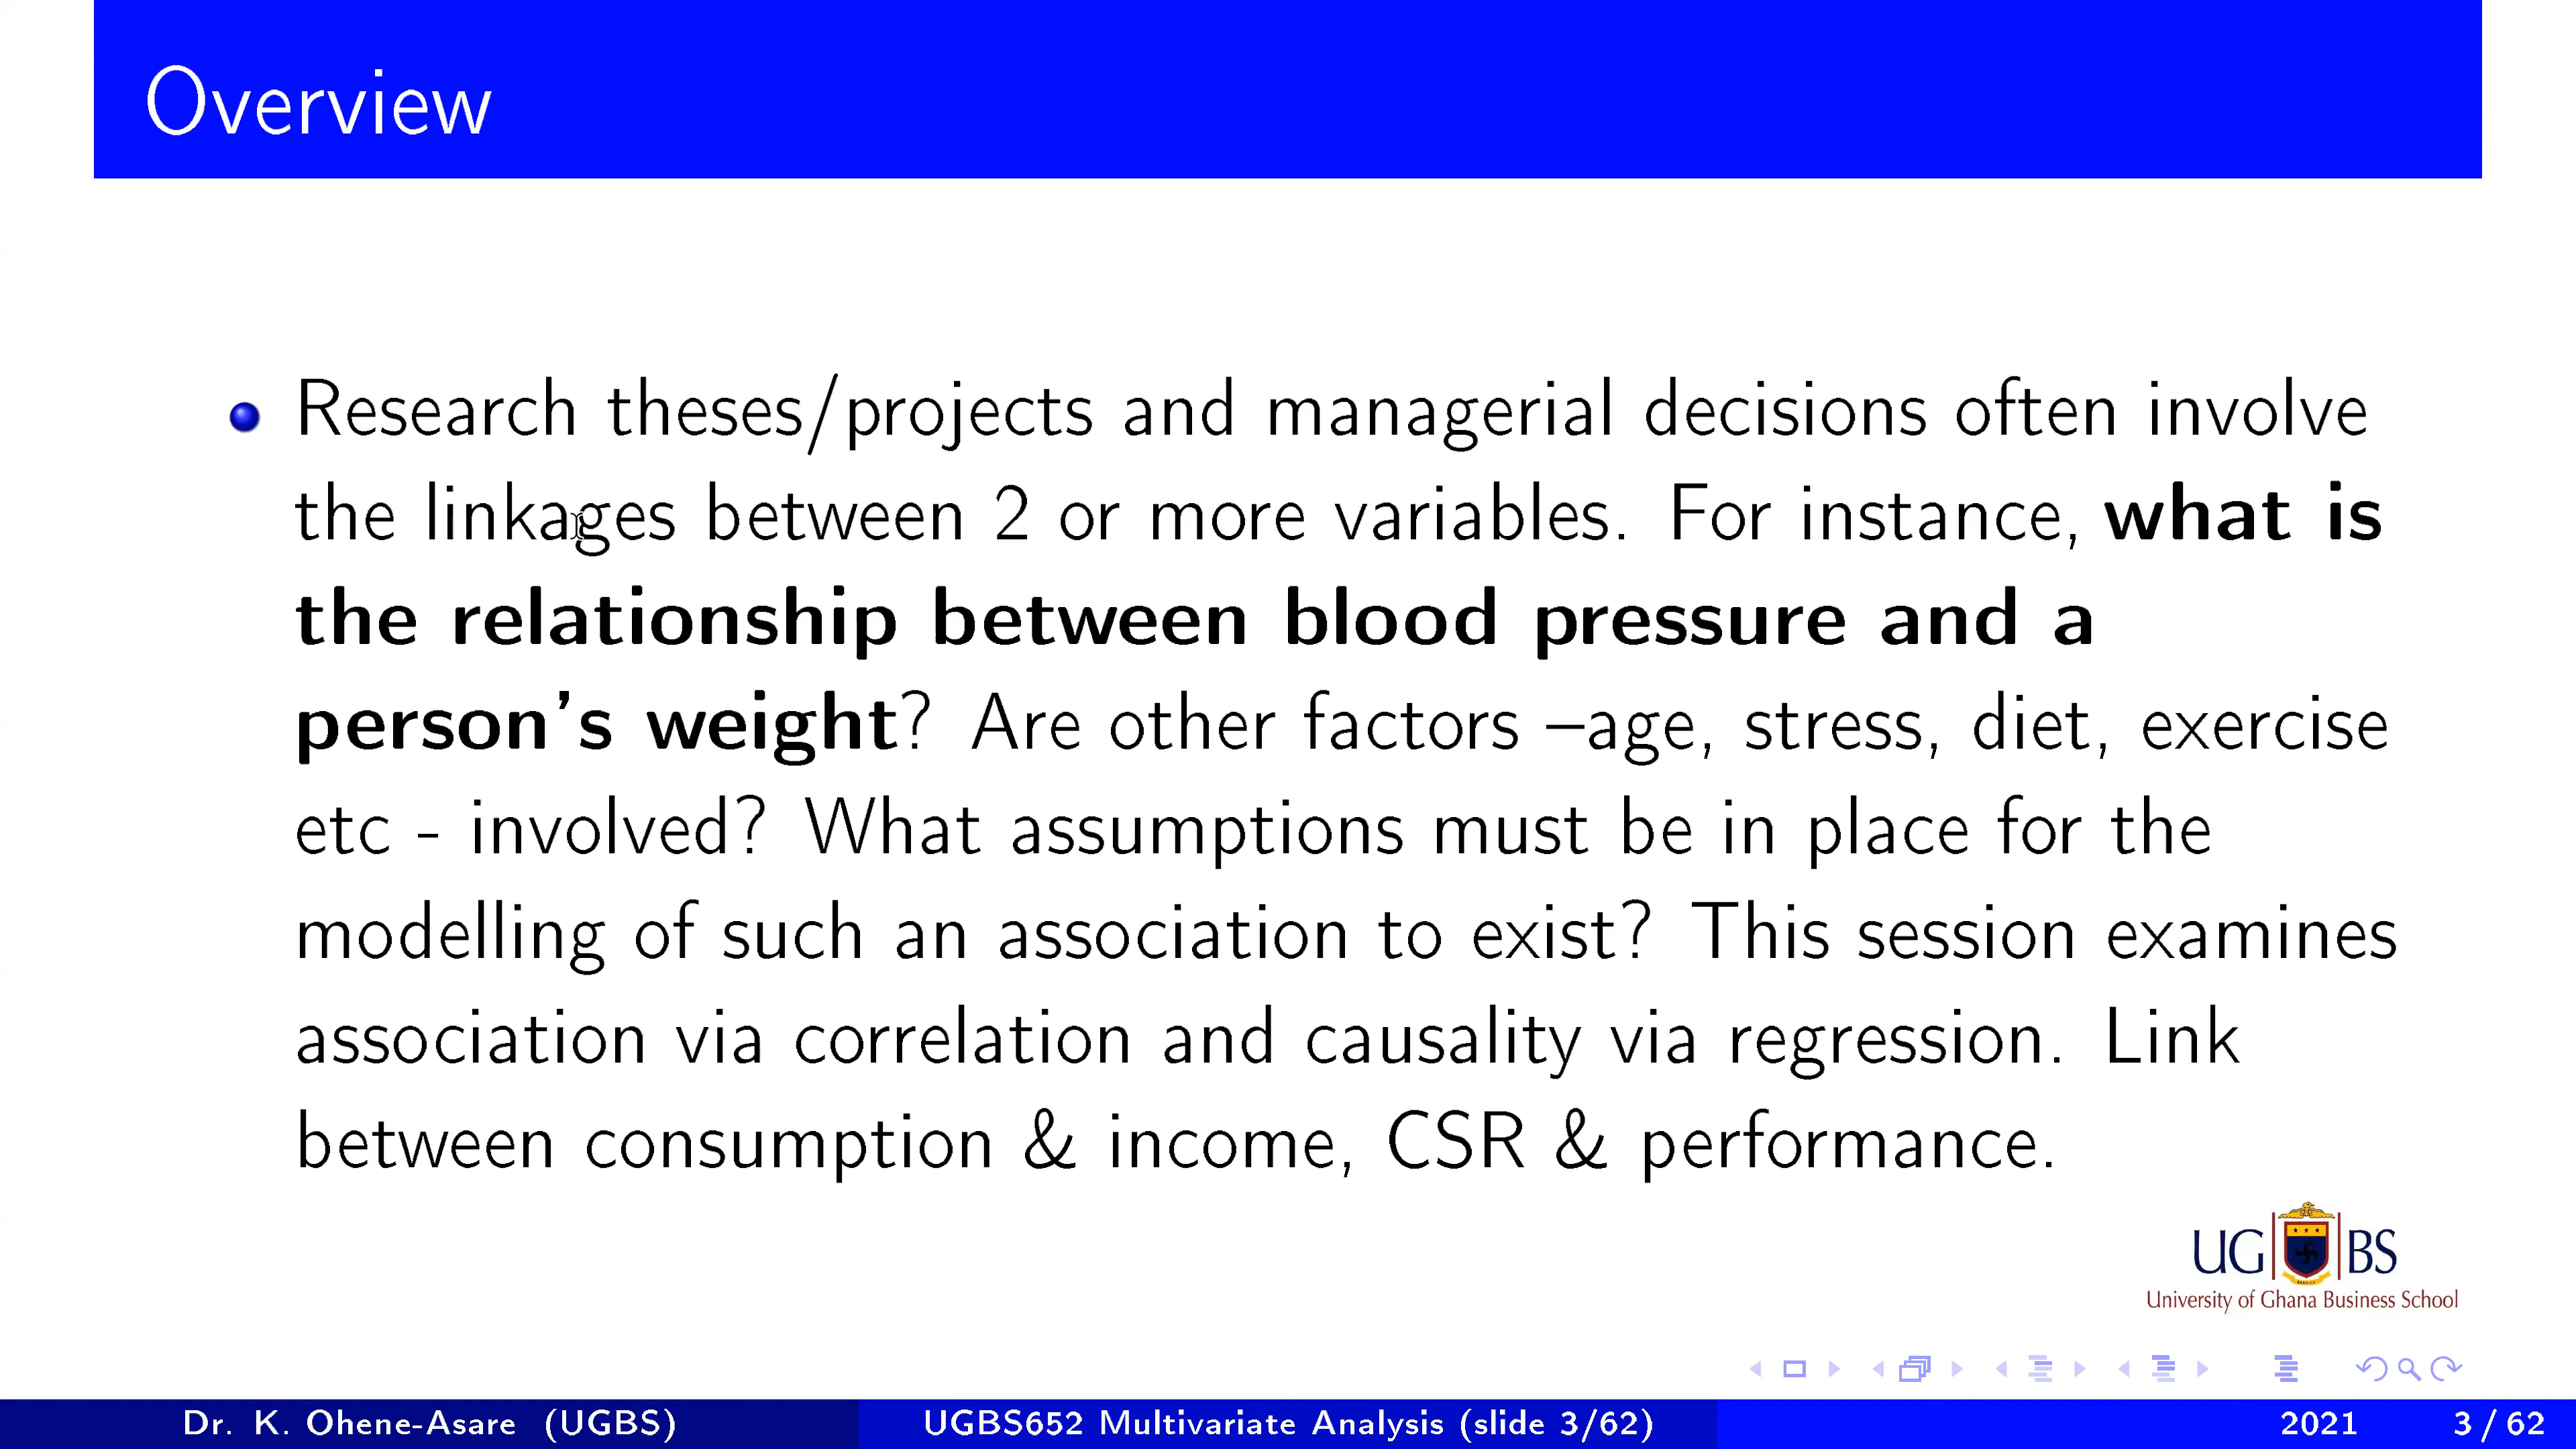 Overview
Research theses/projects and managerial decisions often involve
the linkages between 2 or more variables. For instance, what is
the relationship between blood pressure and a
person's weight? Are other factors –age, stress, diet, exercise
etc - involved? What assumptions must be in place for the
modelling of such an association to exist? This session examines
association via correlation and causality via regression. Link
between consumption & income, CSR & performance.
UG BS
University of Ghana Business School
Dr. K. Ohene-Asare (UGBS) UGBS652 Multivariate Analysis (slide 3/62) 2021 3 / 62